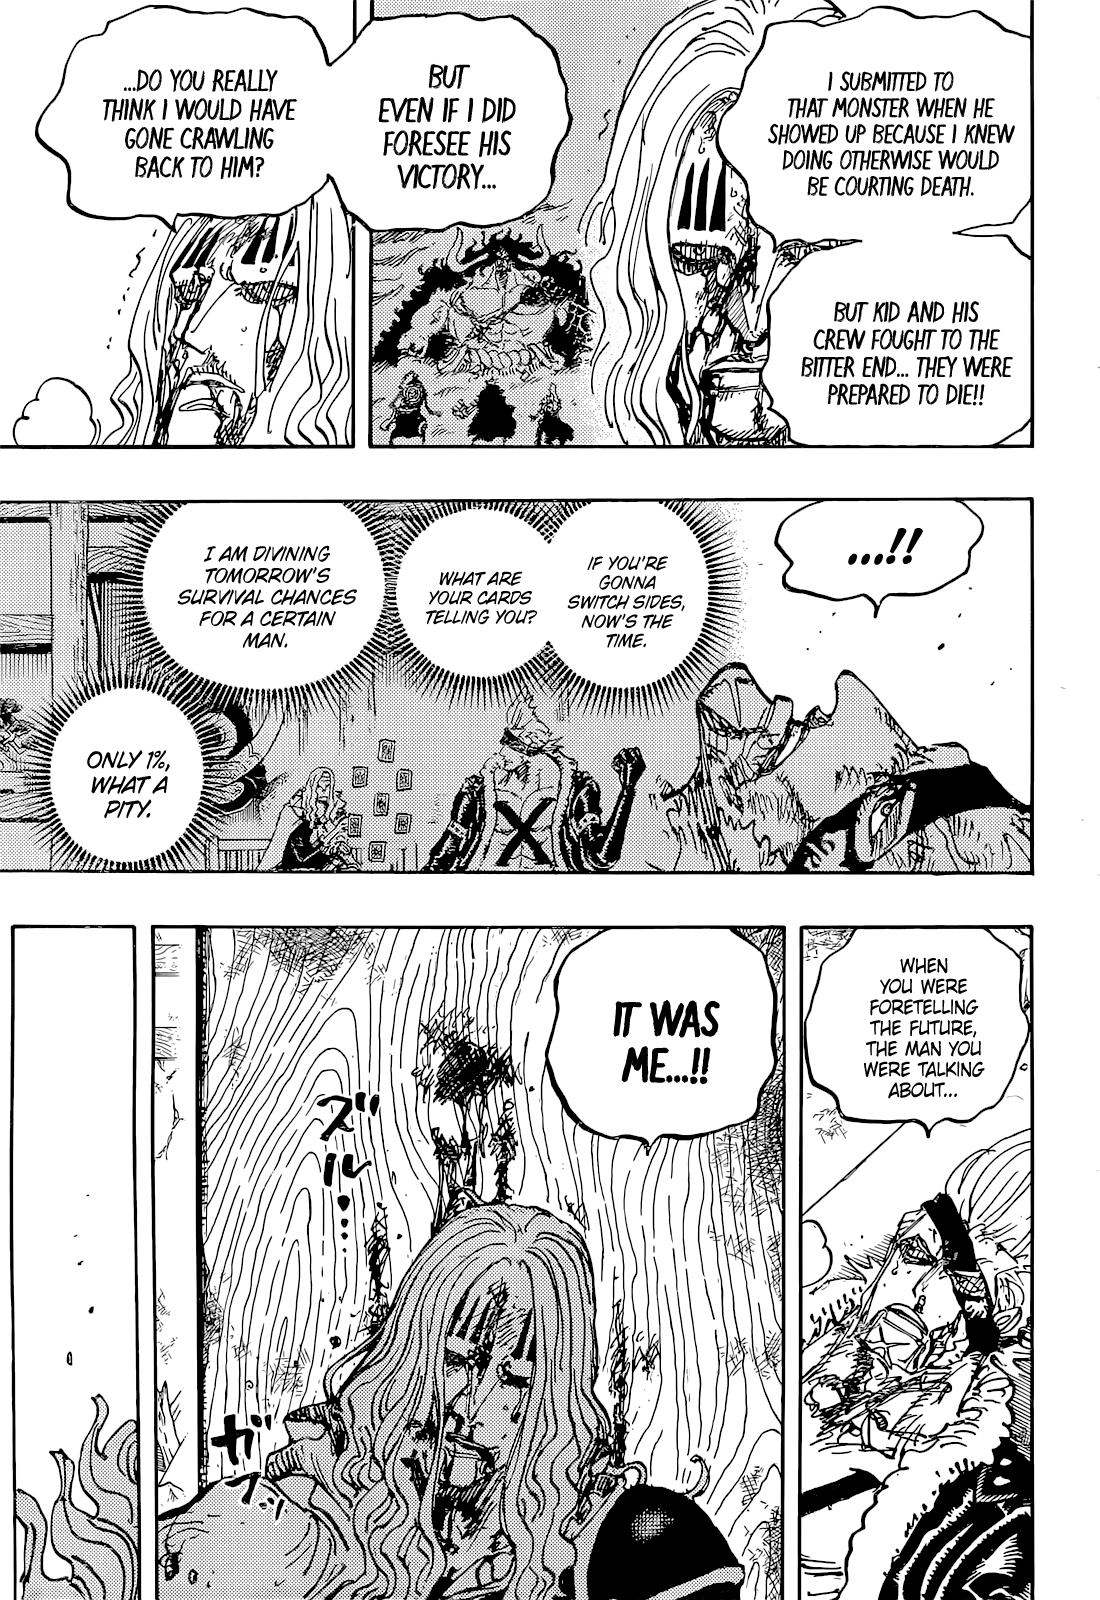 I SUBMITTED TO
THAT MONSTER WHEN HE
SHOWED UP BECAUSE I KNEW
DOING OTHERWISE WOULD
BE COURTING DEATH.
BUT KID AND HIS
CREW FOUGHT TO THE
BITTER END... THEY WERE
PREPARED TO DIE!!
BUT
EVEN IF I DID
FORESEE HIS
VICTORY...
...DO YOU REALLY
THINK I WOULD HAVE
GONE CRAWLING
BACK TO HIM?
...!!
IF YOU'RE
GONNA
SWITCH SIDES,
NOW'S THE
TIME.
WHAT ARE
YOUR CARDS
TELLING YOU?
I AM DIVINING
TOMORROW'S
SURVIVAL CHANCES
FOR A CERTAIN
MAN.
ONLY 1%,
WHAT A
PITY.
WHEN
YOU WERE
FORETELLING
THE FUTURE,
THE MAN YOU
WERE TALKING
ABOUT...
IT WAS
ME...!!
ズル…
ガフッ